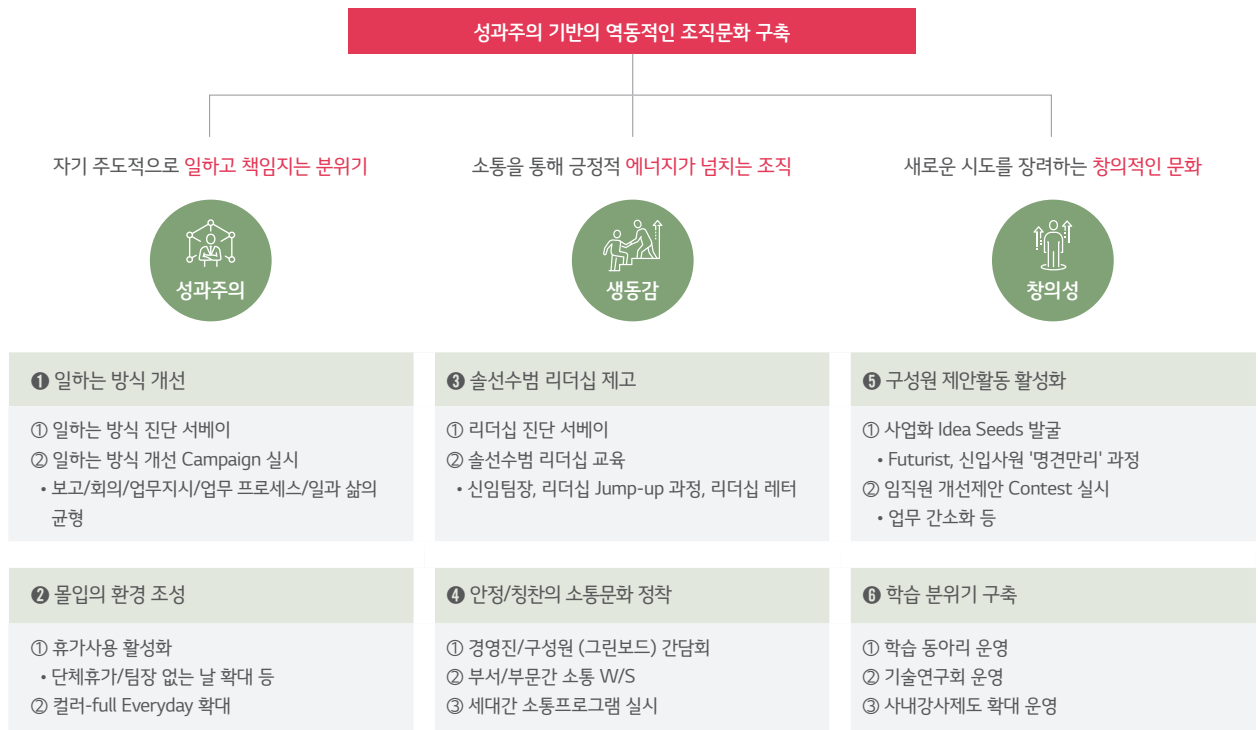 성과주의 기반의 역동적인 조직문화 구축
자기 주도적으로 일하고 책임지는 분위기
성과주의
소통을 통해 긍정적 에너지가 넘치는 조직
생동감
새로운 시도를 장려하는 창의적인 문화
창의성
❶ 일하는 방식 개선
① 일하는 방식 진단 서베이
② 일하는 방식 개선 Campaign 실시
• 보고/회의/업무지시/업무 프로세스/일과 삶의
균형
❸ 솔선수범 리더십 제고
① 리더십 진단 서베이
② 솔선수범 리더십 교육
• 신임팀장, 리더십 Jump-up 과정, 리더십 레터
❺ 구성원 제안활동 활성화
① 사업화 Idea Seeds 발굴
• Futurist, 신입사원 '명견만리' 과정
② 임직원 개선제안 Contest 실시
• 업무 간소화 등
❷ 몰입의 환경 조성
① 휴가사용 활성화
• 단체휴가/팀장 없는 날 확대 등
② 컬러-full Everyday 확대
❹ 안정/칭찬의 소통문화 정착
① 경영진/구성원 (그린보드) 간담회
② 부서/부문간 소통 W/S
③ 세대간 소통프로그램 실시
❻ 학습 분위기 구축
① 학습 동아리 운영
② 기술연구회 운영
③ 사내강사제도 확대 운영